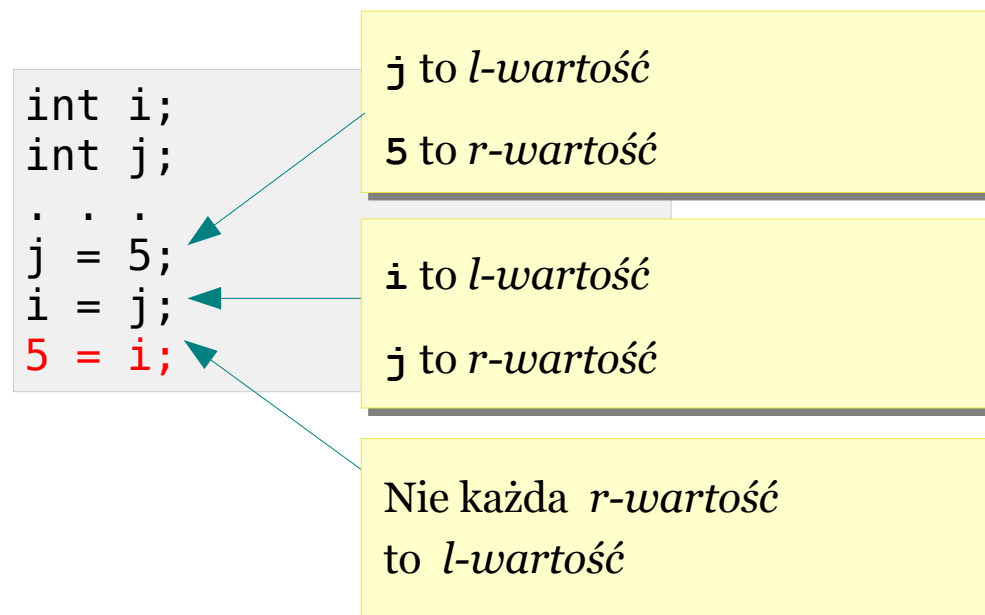 int i;
int j;
. . .
j = 5;
i = j;
5 = i;
j to l-wartość
5 to r-wartość
i to l-wartość
j to r-wartość
Nie każda r-wartość
to l-wartość